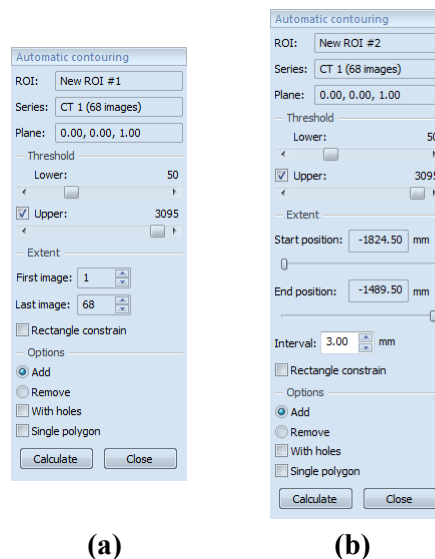 Automatic contouring
ROI: New ROI #1
Series: CT 1 (68 images)
Plane: 0.00, 0.00, 1.00
Threshold
Lower: 50
Upper: 3095
Extent
First image: 1
Last image: 68
Rectangle constrain
Options
Add
Remove
With holes
Single polygon
Calculate Close
(a)
Automatic contouring
ROI: New ROI #2
Series: CT 1 (68 images)
Plane: 0.00, 0.00, 1.00
Threshold
Lower: 50
Upper: 3095
Extent
Start position: -1824.50 mm
End position: -1489.50 mm
Interval: 3.00 mm
Rectangle constrain
Options
Add
Remove
With holes
Single polygon
Calculate Close
(b)